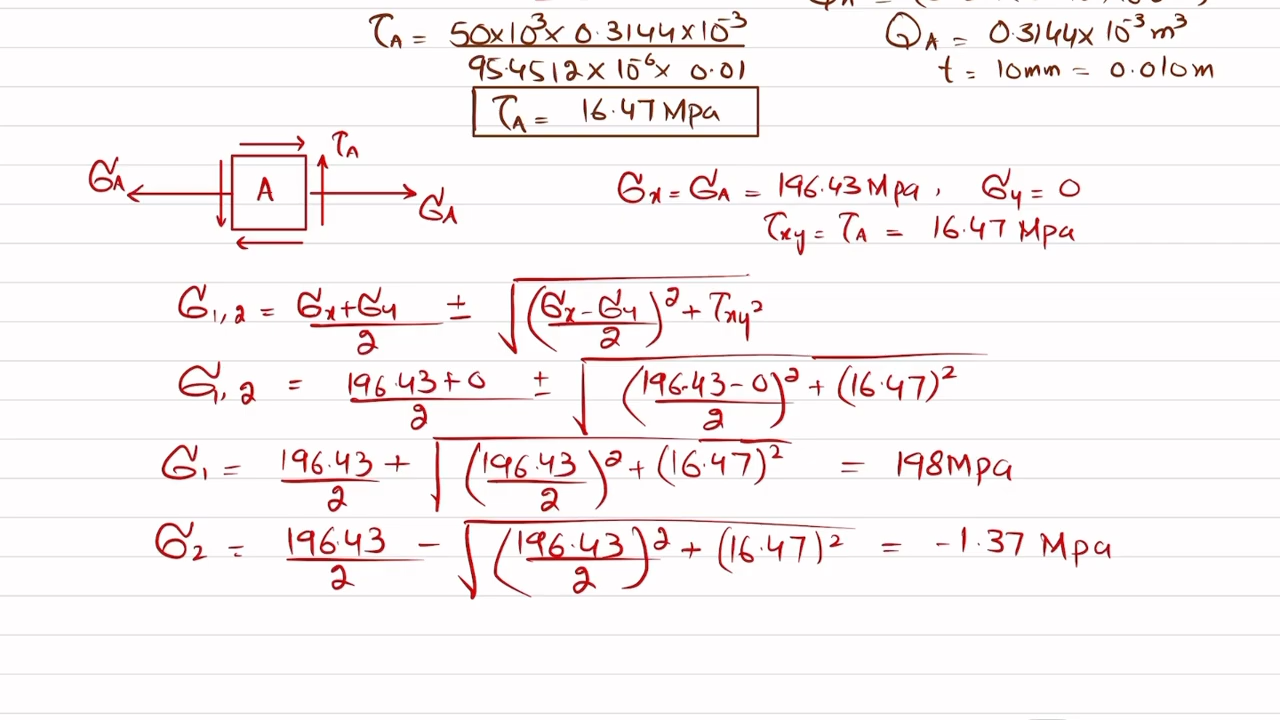 τA = 50×10³× 0.3144×10⁻³ / 95.4512 × 10⁻⁶ × 0.01
QA = 0.3144× 10⁻³ m³
t = 10mm = 0.010m
τA = 16.47 Mpa
σA A τA σA
σx = σA = 196.43 Mpa, σy = 0
τxy = τA = 16.47 Mpa
σ1,2 = σx+σy / 2 ± √(σx - σy / 2)² + τxy²
σ1,2 = 196.43 + 0 / 2 ± √(196.43 - 0 / 2)² + (16.47)²
σ1 = 196.43 / 2 + √(196.43 / 2)² + (16.47)² = 198Mpa
σ2 = 196.43 / 2 - √(196.43 / 2)² + (16.47)² = -1.37 Mpa